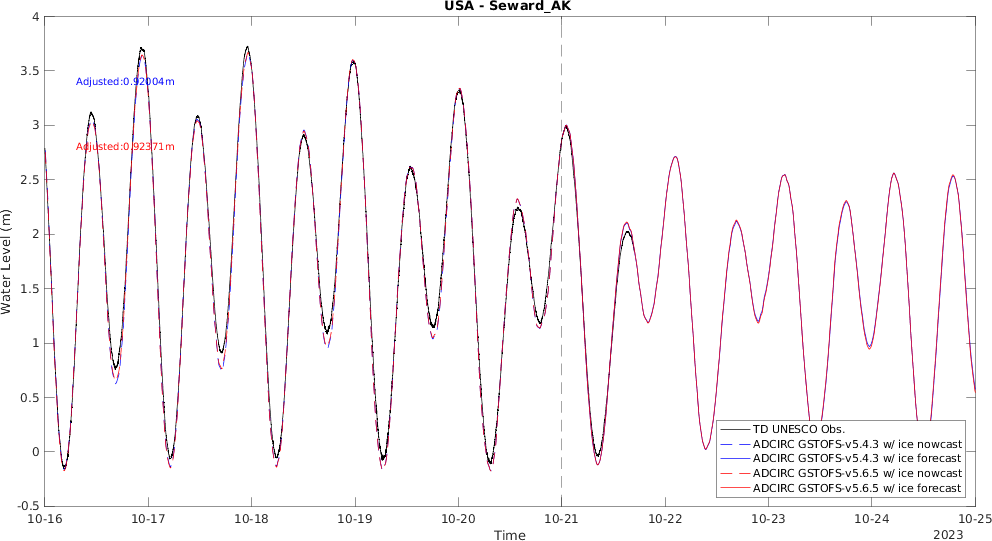 USA - Seward_AK
4
3.5
3
2.5
2
1.5
1
0.5
0
-0.5
Water Level (m)
Adjusted:0.92004m
Adjusted:0.92371m
TD UNESCO Obs.
ADCIRC GSTOFS-v5.4.3 w/ ice nowcast
ADCIRC GSTOFS-v5.4.3 w/ ice forecast
ADCIRC GSTOFS-v5.6.5 w/ ice nowcast
ADCIRC GSTOFS-v5.6.5 w/ ice forecast
10-16 10-17 10-18 10-19 10-20 10-21 10-22 10-23 10-24 10-25
Time
2023